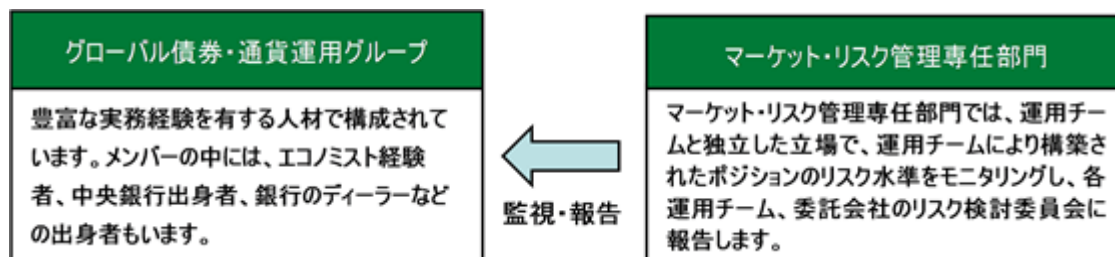 グローバル債券・通貨運用グループ
豊富な実務経験を有する人材で構成されて
います。メンバーの中には、エコノミスト経験
者、中央銀行出身者、銀行のディーラーなど
の出身者もいます。
監視・報告
マーケット・リスク管理専任部門
マーケット・リスク管理専任部門では、運用チー
ムと独立した立場で、運用チームにより構築さ
れたポジションのリスク水準をモニタリングし、各
運用チーム、委託会社のリスク検討委員会に
報告します。